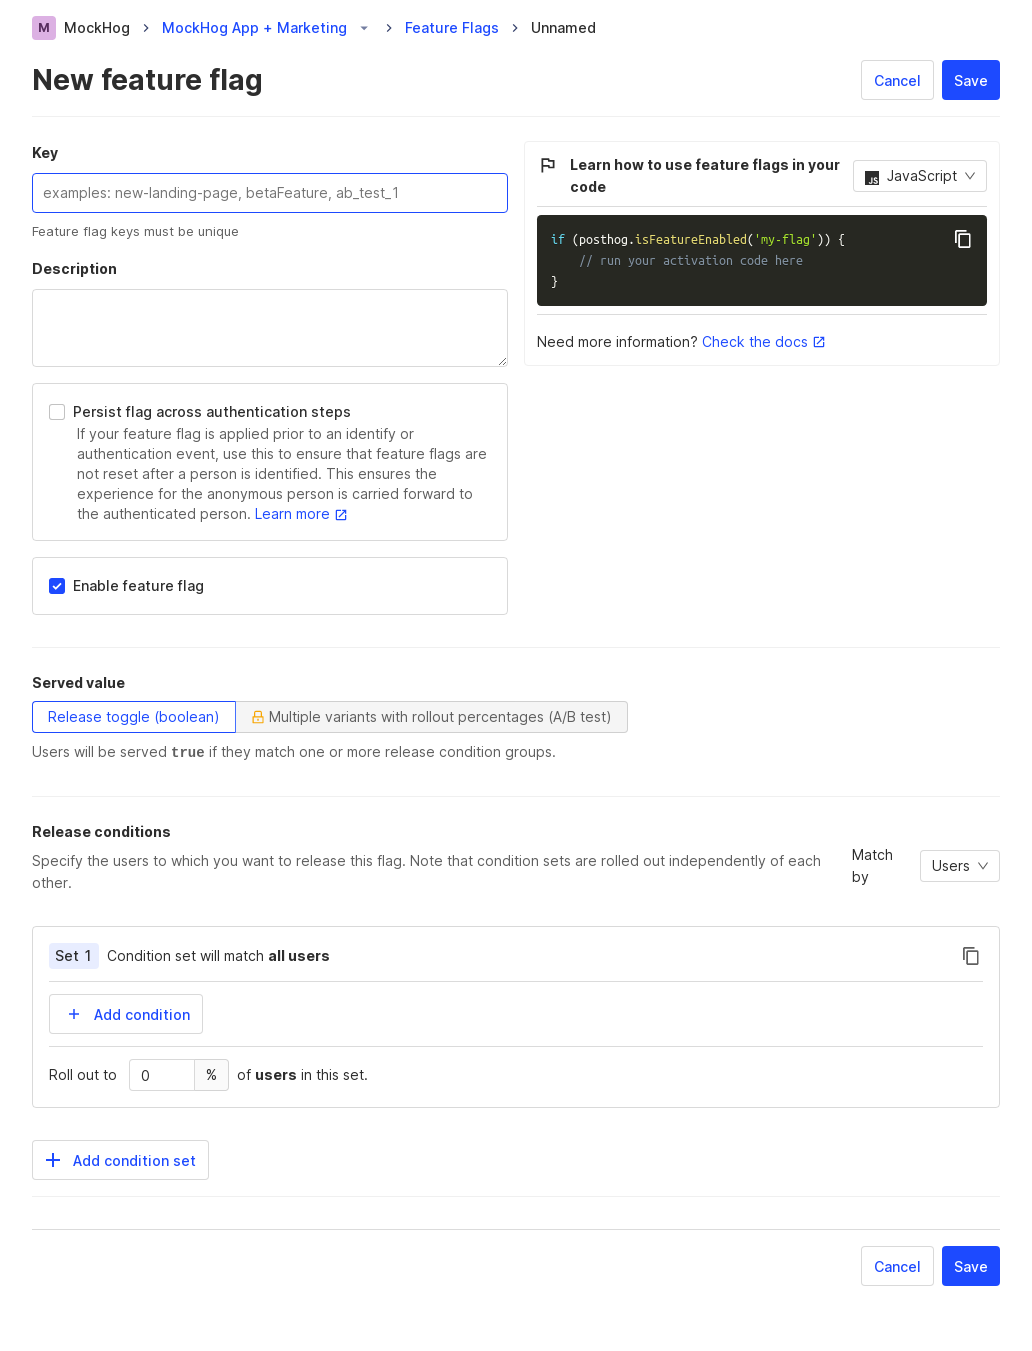 M MockHog MockHog App + Marketing Feature Flags Unnamed
New feature flag
Cancel Save
Key
examples: new-landing-page, betaFeature, ab_test_1
Feature flag keys must be unique
Description
Persist flag across authentication steps
If your feature flag is applied prior to an identify or
authentication event, use this to ensure that feature flags are
not reset after a person is identified. This ensures the
experience for the anonymous person is carried forward to
the authenticated person. Learn more
Enable feature flag
Learn how to use feature flags in your
code
JS JavaScript
if (posthog.isFeatureEnabled('my-flag')) {
// run your activation code here
}
Need more information? Check the docs
Served value
Release toggle (boolean) Multiple variants with rollout percentages (A/B test)
Users will be served true if they match one or more release condition groups.
Release conditions
Specify the users to which you want to release this flag. Note that condition sets are rolled out independently of each
other.
Match
by
Users
Set 1 Condition set will match all users
Add condition
Roll out to 0 % of users in this set.
Add condition set
Cancel Save